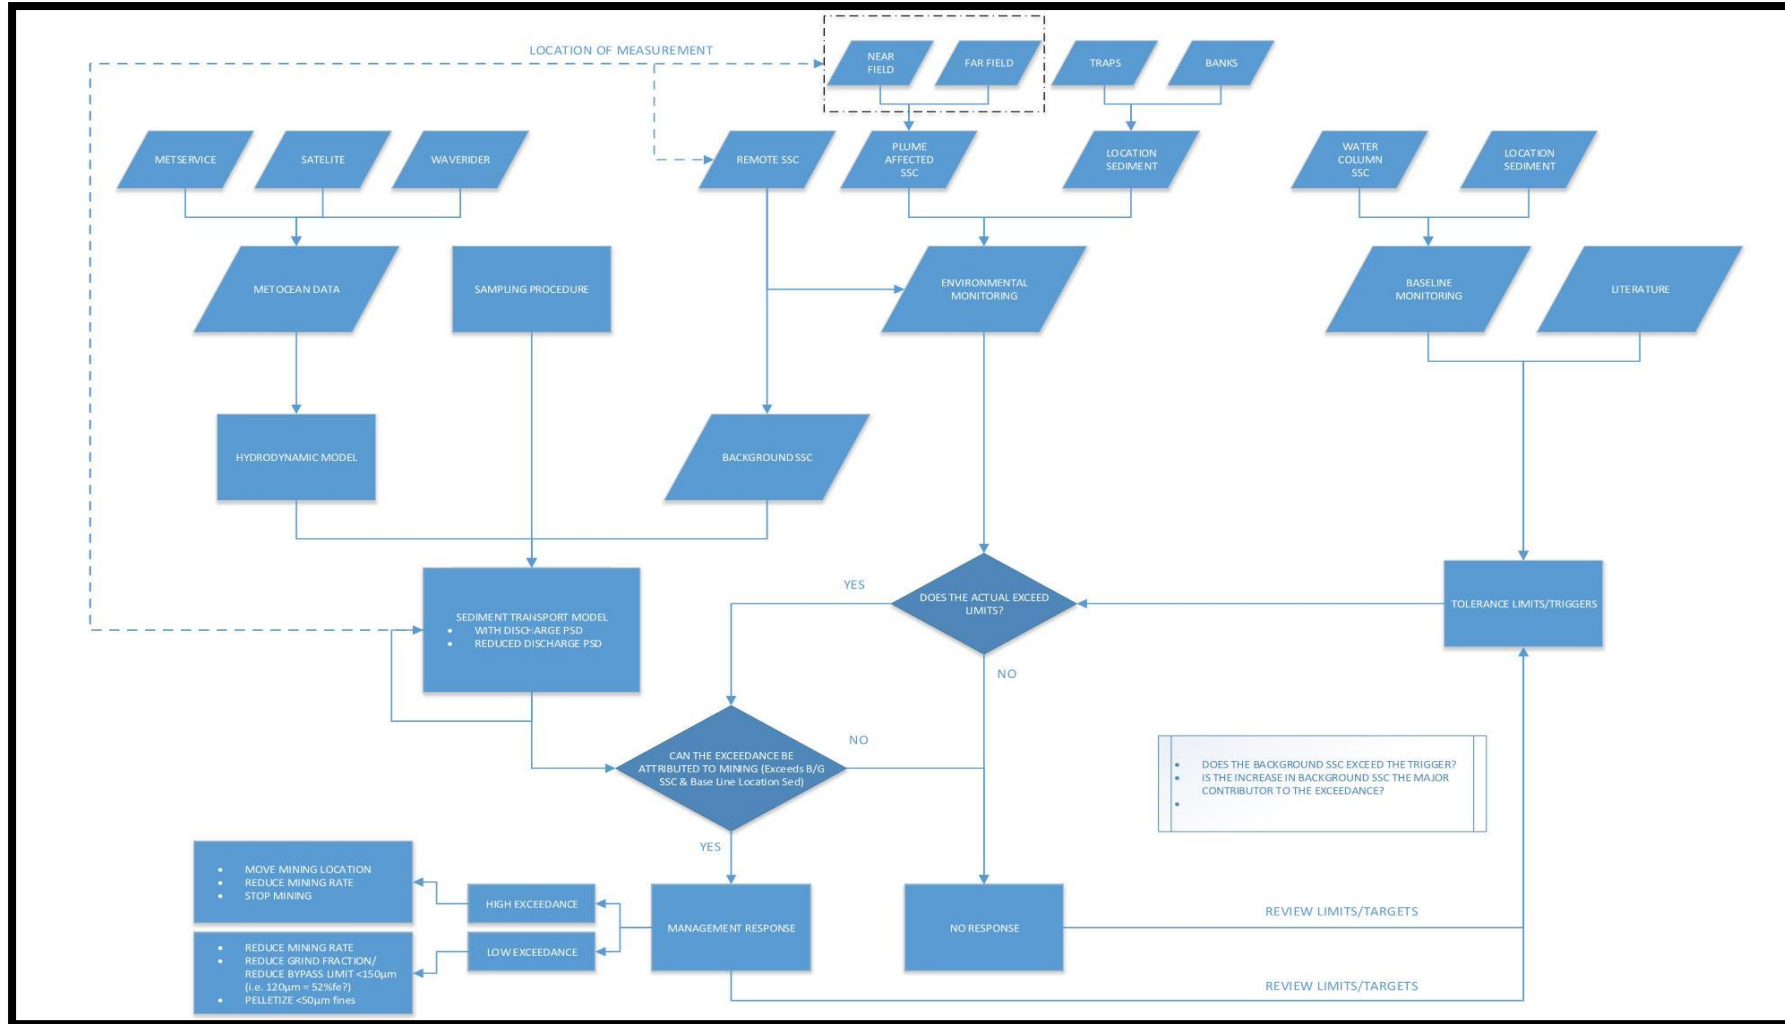 LOCATION OF MEASUREMENT
NEAR
FIELD
FAR FIELD
TRAPS
BANKS
METSERVICE
SATELITE
WAVERIDER
REMOTE SSC
PLUME
AFFECTED
SSC
LOCATION
SEDIMENT
WATER
COLUMN
SSC
LOCATION
SEDIMENT
METOCEAN DATA
SAMPLING PROCEDURE
ENVIRONMENTAL
MONITORING
BASELINE
MONITORING
LITERATURE
HYDRODYNAMIC MODEL
BACKGROUND SSC
YES
DOES THE ACTUAL EXCEED
LIMITS?
TOLERANCE LIMITS/TRIGGERS
SEDIMENT TRANSPORT MODEL
• WITH DISCHARGE PSD
• REDUCED DISCHARGE PSD
NO
CAN THE EXCEEDANCE BE
ATTRIBUTED TO MINING (Exceeds B/G
SSC & Base Line Location Sed)
NO
• DOES THE BACKGROUND SSC EXCEED THE TRIGGER?
• IS THE INCREASE IN BACKGROUND SSC THE MAJOR
CONTRIBUTOR TO THE EXCEEDANCE?
•
YES
• MOVE MINING LOCATION
• REDUCE MINING RATE
• STOP MINING
HIGH EXCEEDANCE
MANAGEMENT RESPONSE
NO RESPONSE
REVIEW LIMITS/TARGETS
LOW EXCEEDANCE
• REDUCE MINING RATE
• REDUCE GRIND FRACTION/
REDUCE BYPASS LIMIT <150µm
(i.e. 120µm = 52%fe?)
• PELLETIZE <50µm fines
REVIEW LIMITS/TARGETS